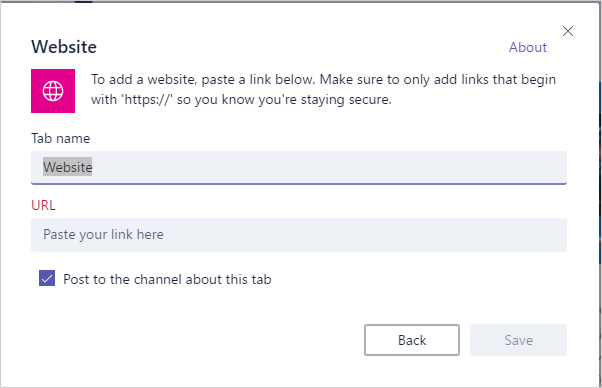 Website
About
To add a website, paste a link below. Make sure to only add links that begin
with 'https://' so you know you're staying secure.
Tab name
Website
URL
Paste your link here
Post to the channel about this tab
Back
Save